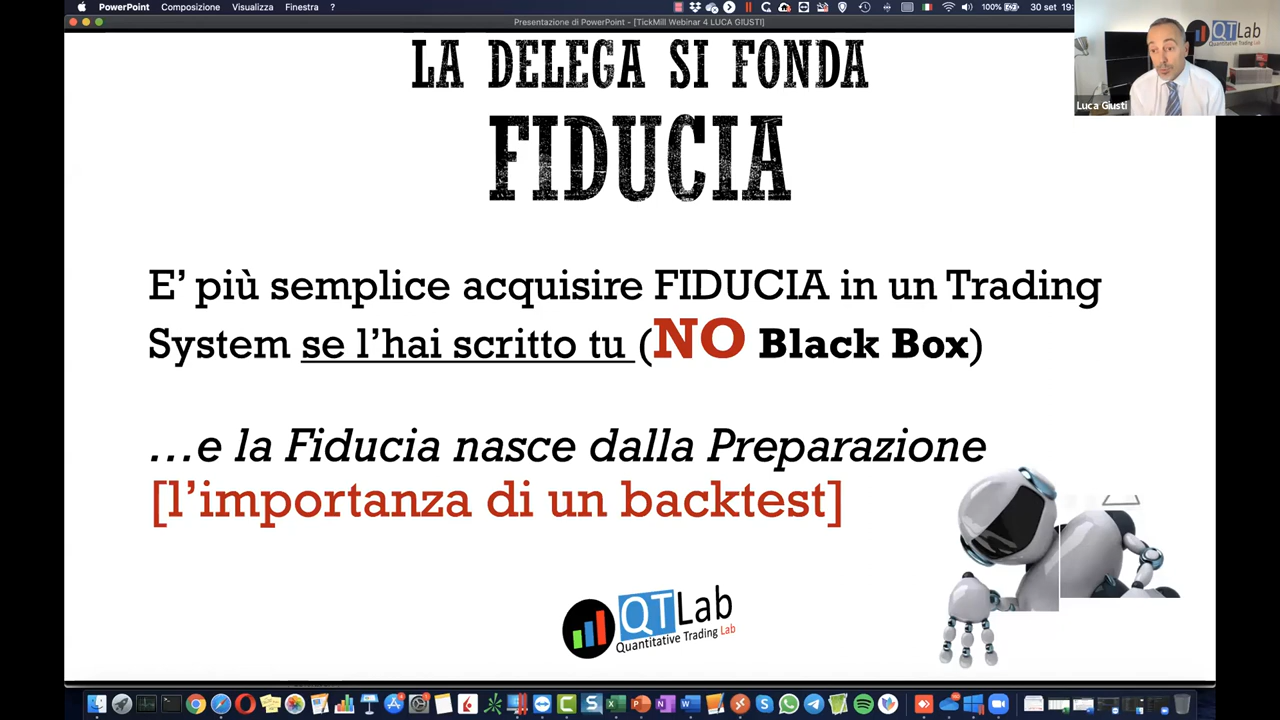 PowerPoint Composizione Visualizza Finestra ? 100% 30 set
Presentazione di PowerPoint - [TickMill Webinar 4 LUCA GIUSTI]
LA DELEGA SI FONDA
FIDUCIA
QTLab
Quantitative Trading Lab
Luca Giusti
E’ più semplice acquisire FIDUCIA in un Trading
System se l’hai scritto tu (NO Black Box)
...e la Fiducia nasce dalla Preparazione
[l’importanza di un backtest]
QTLab
Quantitative Trading Lab